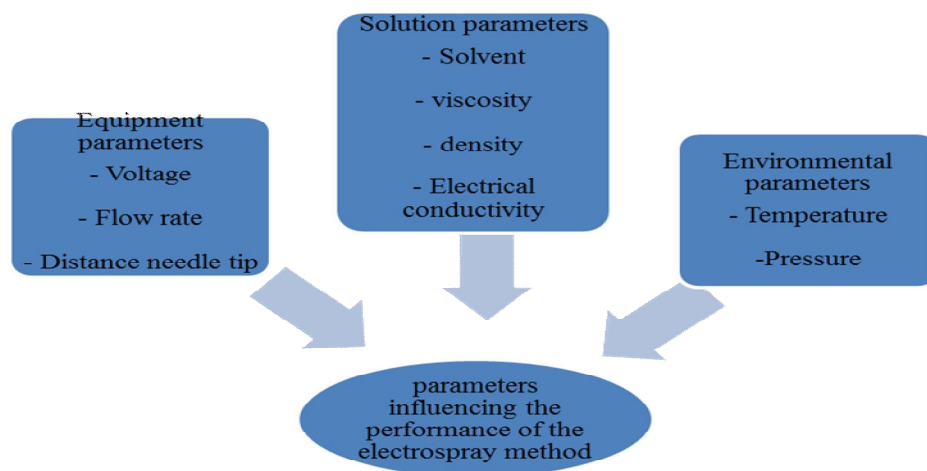 Solution parameters
- Solvent
- viscosity
- density
- Electrical
conductivity
Equipment
parameters
- Voltage
- Flow rate
- Distance needle tip
Environmental
parameters
- Temperature
-Pressure
parameters
influencing the
performance of the
electrospray method